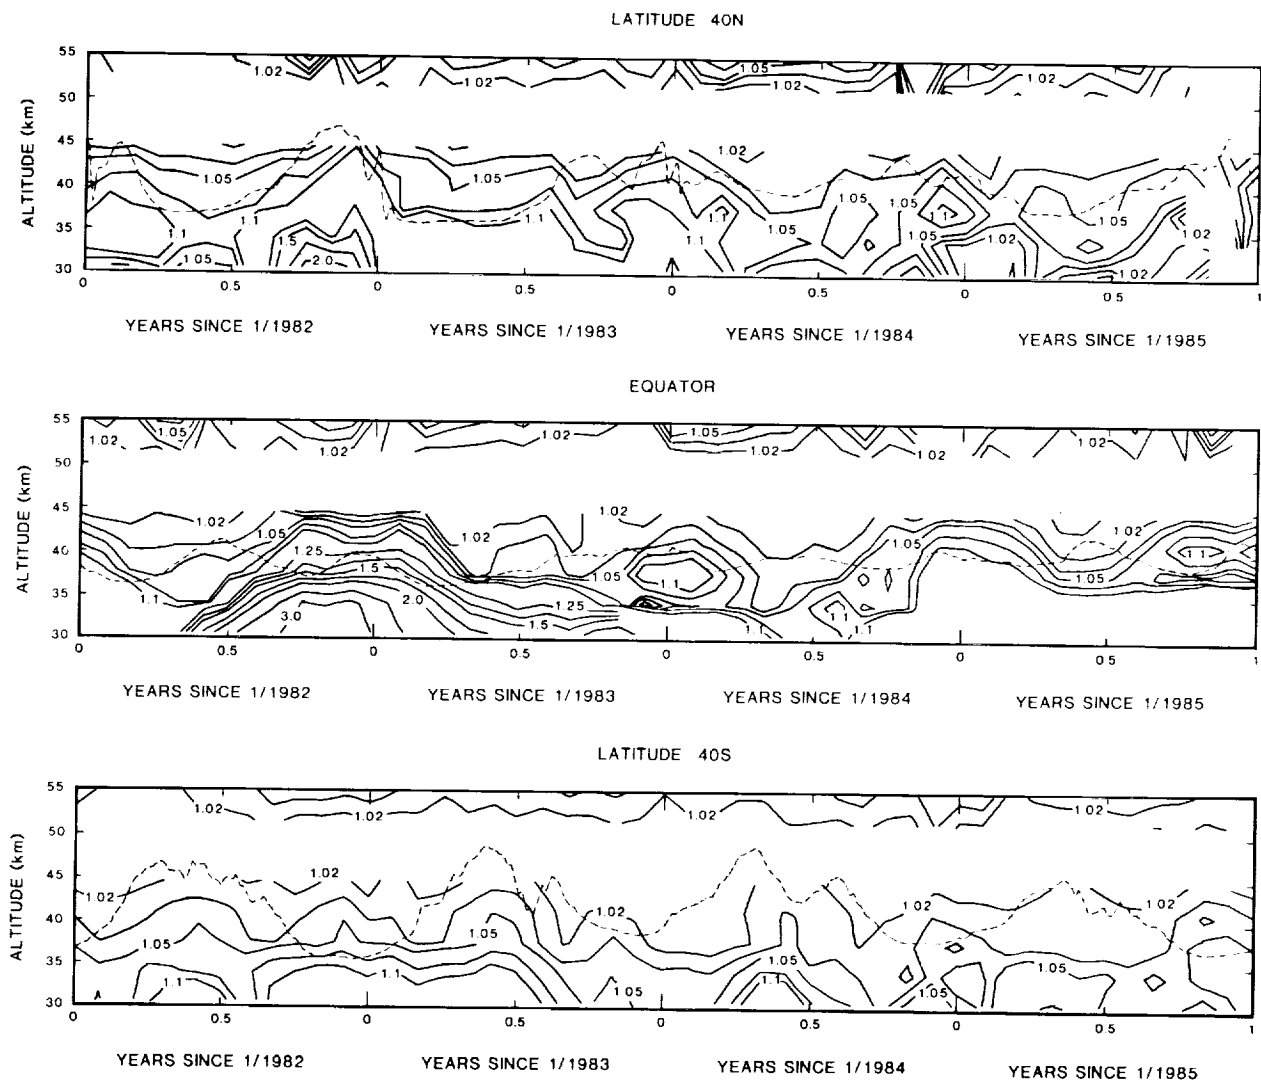 LATITUDE 40N
55
50
45
40
35
30
ALTITUDE (km)
1.02 1.02 1.05 1.02 1.02
1.02 1.02
1.05 1.05 1.1 1.05 1.1 1.05
1.1 1.5 1.1 1.1 1.05 1.05 1.02
1.05 2.0 1.02
0 0.5 0 0.5 0 0.5 0 0.5 1
YEARS SINCE 1/1982 YEARS SINCE 1/1983 YEARS SINCE 1/1984 YEARS SINCE 1/1985
EQUATOR
55
50
45
40
35
30
ALTITUDE (km)
1.02 1.05 1.02 1.02 1.05 1.02 1.02
1.02 1.05 1.02 1.02 1.05 1.02
1.25 1.5 1.05 1.1 1.05 1.1
1.1 3.0 2.0 1.25 1.5 1.1 1.1 1.1
0 0.5 0 0.5 0 0.5 0 0.5 1
YEARS SINCE 1/1982 YEARS SINCE 1/1983 YEARS SINCE 1/1984 YEARS SINCE 1/1985
LATITUDE 40S
55
50
45
40
35
30
ALTITUDE (km)
1.02 1.02 1.02 1.02
1.02 1.02 1.02 1.02 1.02
1.05 1.05 1.05 1.05
1.1 1.1 1.05 1.1 1.05
0 0.5 0 0.5 0 0.5 0 0.5 1
YEARS SINCE 1/1982 YEARS SINCE 1/1983 YEARS SINCE 1/1984 YEARS SINCE 1/1985